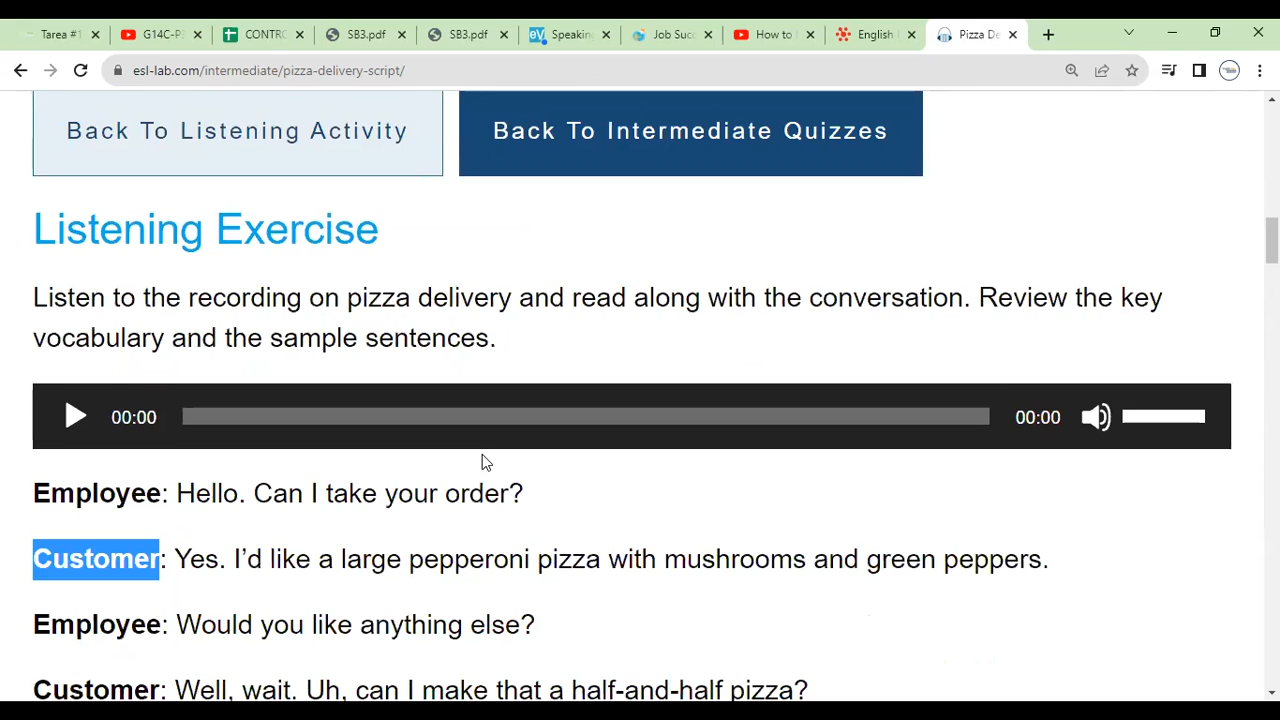 Tarea #1
G14C-P
CONTRO
SB3.pdf
SB3.pdf
Speaking
Job Suc
How to
English
Pizza De
esl-lab.com/intermediate/pizza-delivery-script/
Back To Listening Activity
Back To Intermediate Quizzes
Listening Exercise
Listen to the recording on pizza delivery and read along with the conversation. Review the key
vocabulary and the sample sentences.
00:00 00:00
Employee: Hello. Can I take your order?
Customer: Yes. I’d like a large pepperoni pizza with mushrooms and green peppers.
Employee: Would you like anything else?
Customer: Well, wait. Uh, can I make that a half-and-half pizza?